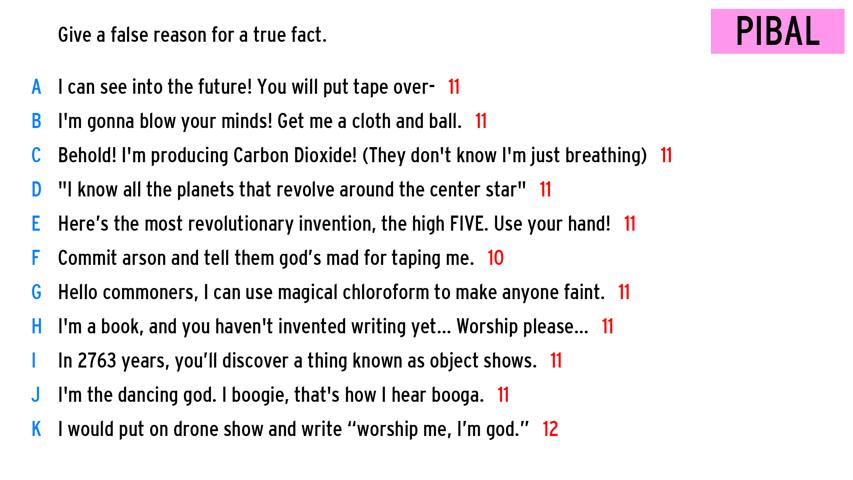 Give a false reason for a true fact.
PIBAL
A I can see into the future! You will put tape over- 11
B I'm gonna blow your minds! Get me a cloth and ball. 11
C Behold! I'm producing Carbon Dioxide! (They don't know I'm just breathing) 11
D "I know all the planets that revolve around the center star" 11
E Here’s the most revolutionary invention, the high FIVE. Use your hand! 11
F Commit arson and tell them god’s mad for taping me. 10
G Hello commoners, I can use magical chloroform to make anyone faint. 11
H I'm a book, and you haven't invented writing yet... Worship please... 11
I In 2763 years, you’ll discover a thing known as object shows. 11
J I'm the dancing god. I boogie, that's how I hear booga. 11
K I would put on drone show and write “worship me, I’m god.” 12